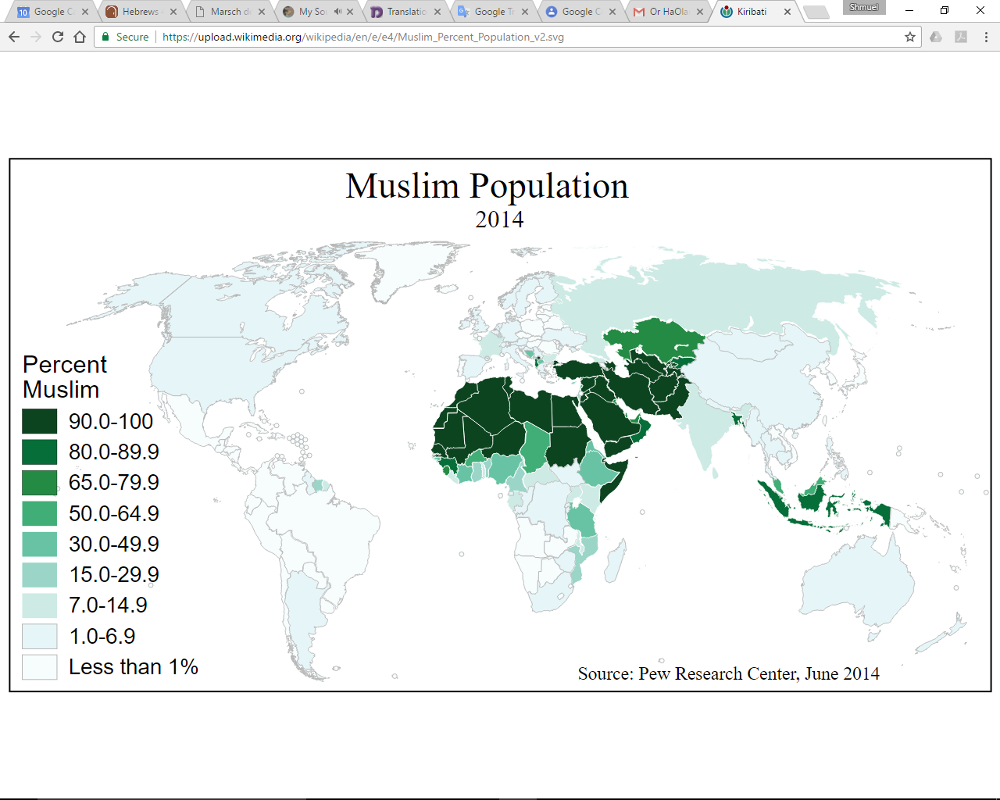 Shmuel
Google C
Hebrews
Marsch d
My So
Translatio
Google T
Google C
Gmail Or HaOla
Kiribati
Secure https://upload.wikimedia.org/wikipedia/en/e/e4/Muslim_Percent_Population_v2.svg
Muslim Population
2014
Percent
Muslim
90.0-100
80.0-89.9
65.0-79.9
50.0-64.9
30.0-49.9
15.0-29.9
7.0-14.9
1.0-6.9
Less than 1%
Source: Pew Research Center, June 2014